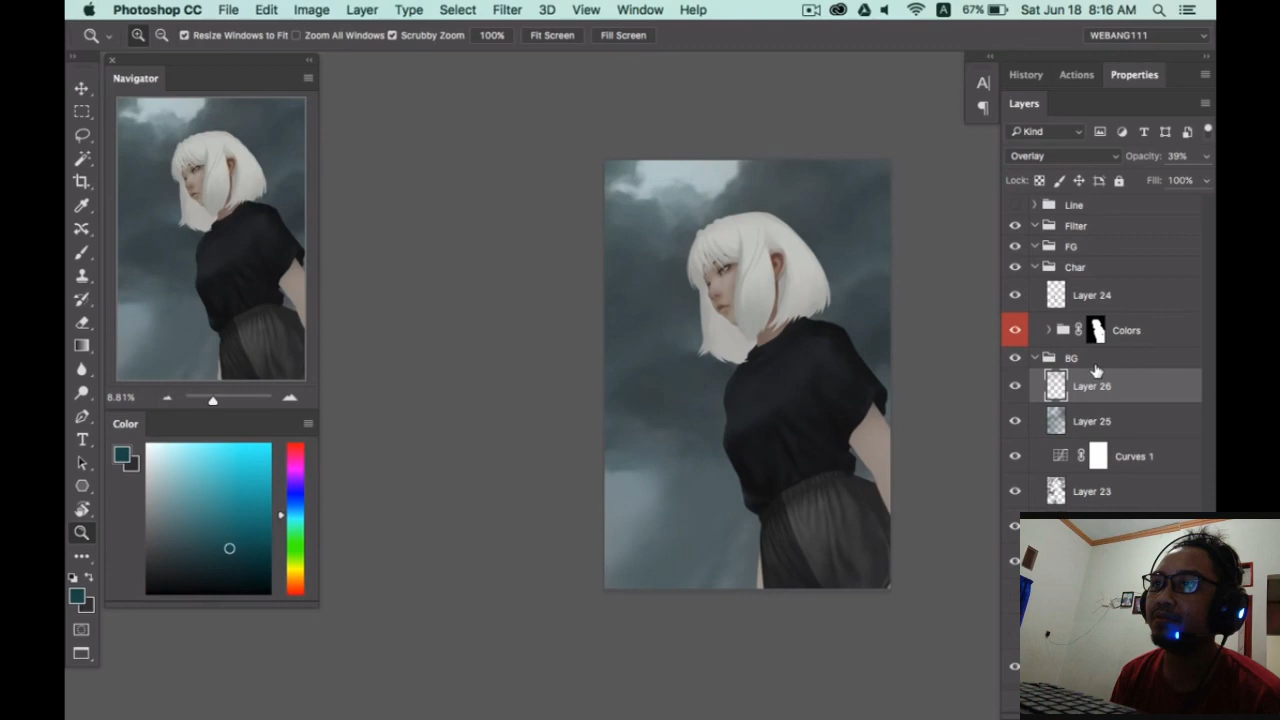 Photoshop CC File Edit Image Layer Type Select Filter 3D View Window Help A 67% Sat Jun 18 8:16 AM
Resize Windows to Fit Zoom All Windows Scrubby Zoom 100% Fit Screen Fill Screen WEBANG111
Navigator
8.81%
Color
T
A
History Actions Properties
Layers
Kind T
Overlay Opacity: 39%
Lock: Fill: 100%
Line
Filter
FG
Char
Layer 24
Colors
BG
Layer 26
Layer 25
Curves 1
Layer 23